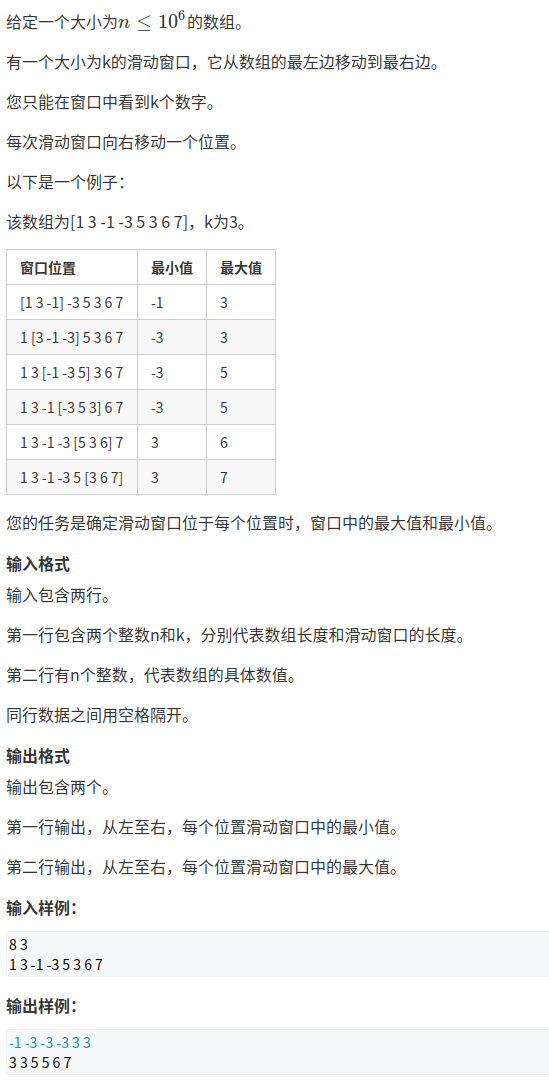 给定一个大小为n ≤ 10⁶的数组。
有一个大小为k的滑动窗口，它从数组的最左边移动到最右边。
您只能在窗口中看到k个数字。
每次滑动窗口向右移动一个位置。
以下是一个例子：
该数组为[1 3 -1 -3 5 3 6 7]，k为3。
窗口位置 最小值 最大值
[1 3 -1] -3 5 3 6 7 -1 3
1 [3 -1 -3] 5 3 6 7 -3 3
1 3 [-1 -3 5] 3 6 7 -3 5
1 3 -1 [-3 5 3] 6 7 -3 5
1 3 -1 -3 [5 3 6] 7 3 6
1 3 -1 -3 5 [3 6 7] 3 7
您的任务是确定滑动窗口位于每个位置时，窗口中的最大值和最小值。
输入格式
输入包含两行。
第一行包含两个整数n和k，分别代表数组长度和滑动窗口的长度。
第二行有n个整数，代表数组的具体数值。
同行数据之间用空格隔开。
输出格式
输出包含两个。
第一行输出，从左至右，每个位置滑动窗口中的最小值。
第二行输出，从左至右，每个位置滑动窗口中的最大值。
输入样例：
8 3
1 3 -1 -3 5 3 6 7
输出样例：
-1 -3 -3 -3 3 3
3 3 5 5 6 7